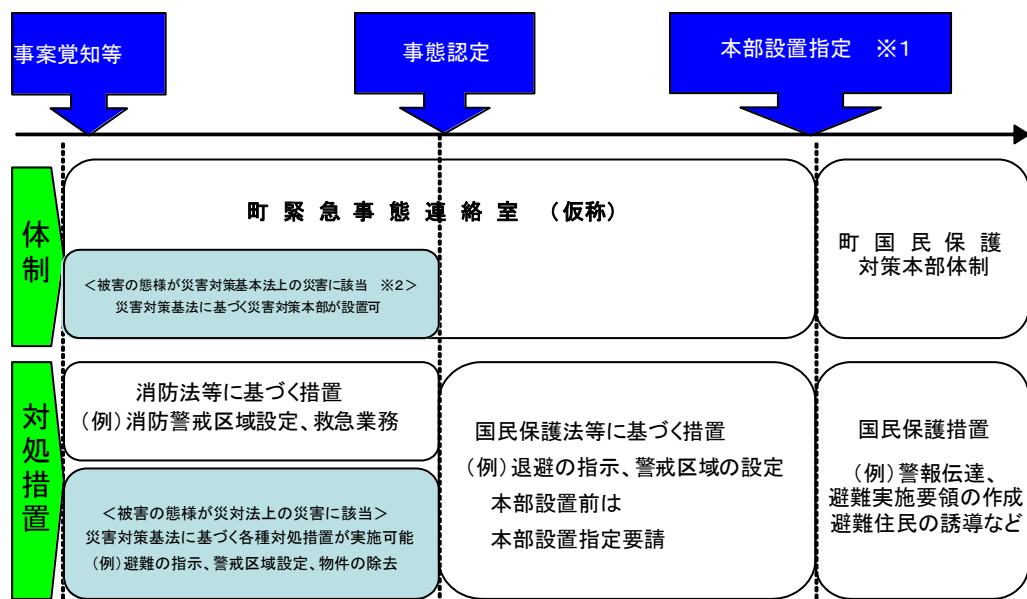 事案覚知等
事態認定
本部設置指定　※1
体制
町緊急事態連絡室　(仮称)
＜被害の態様が災害対策基本法上の災害に該当　※2＞
災害対策基法に基づく災害対策本部が設置可
町国民保護
対策本部体制
対処措置
消防法等に基づく措置
(例)消防警戒区域設定、救急業務
＜被害の態様が災対法上の災害に該当＞
災害対策基法に基づく各種対処措置が実施可能
(例)避難の指示、警戒区域設定、物件の除去
国民保護法等に基づく措置
(例)退避の指示、警戒区域の設定
本部設置前は
本部設置指定要請
国民保護措置
(例)警報伝達、
避難実施要領の作成
避難住民の誘導など